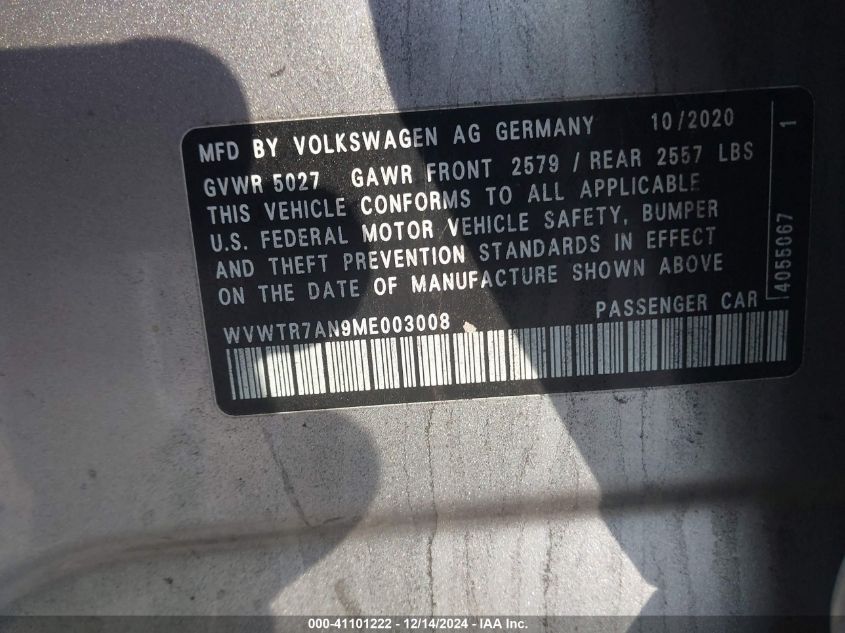 MFD BY VOLKSWAGEN AG GERMANY 10/2020
GVWR 5027 GAWR FRONT 2579 / REAR 2557 LBS
THIS VEHICLE CONFORMS TO ALL APPLICABLE
U.S. FEDERAL MOTOR VEHICLE SAFETY, BUMPER
AND THEFT PREVENTION STANDARDS IN EFFECT
ON THE DATE OF MANUFACTURE SHOWN ABOVE
PASSENGER CAR
WVWTR7AN9ME003008
4055067 1
000-41101222 - 12/14/2024 - IAA Inc.